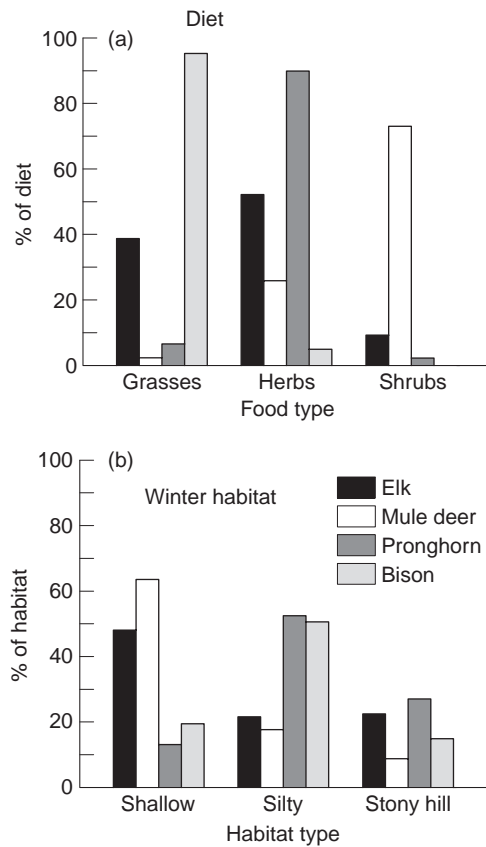 Diet
(a)
100
80
60
40
20
0
% of diet
Grasses Herbs Shrubs
Food type
(b)
Winter habitat
100
80
60
40
20
0
% of habitat
Elk
Mule deer
Pronghorn
Bison
Shallow Silty Stony hill
Habitat type